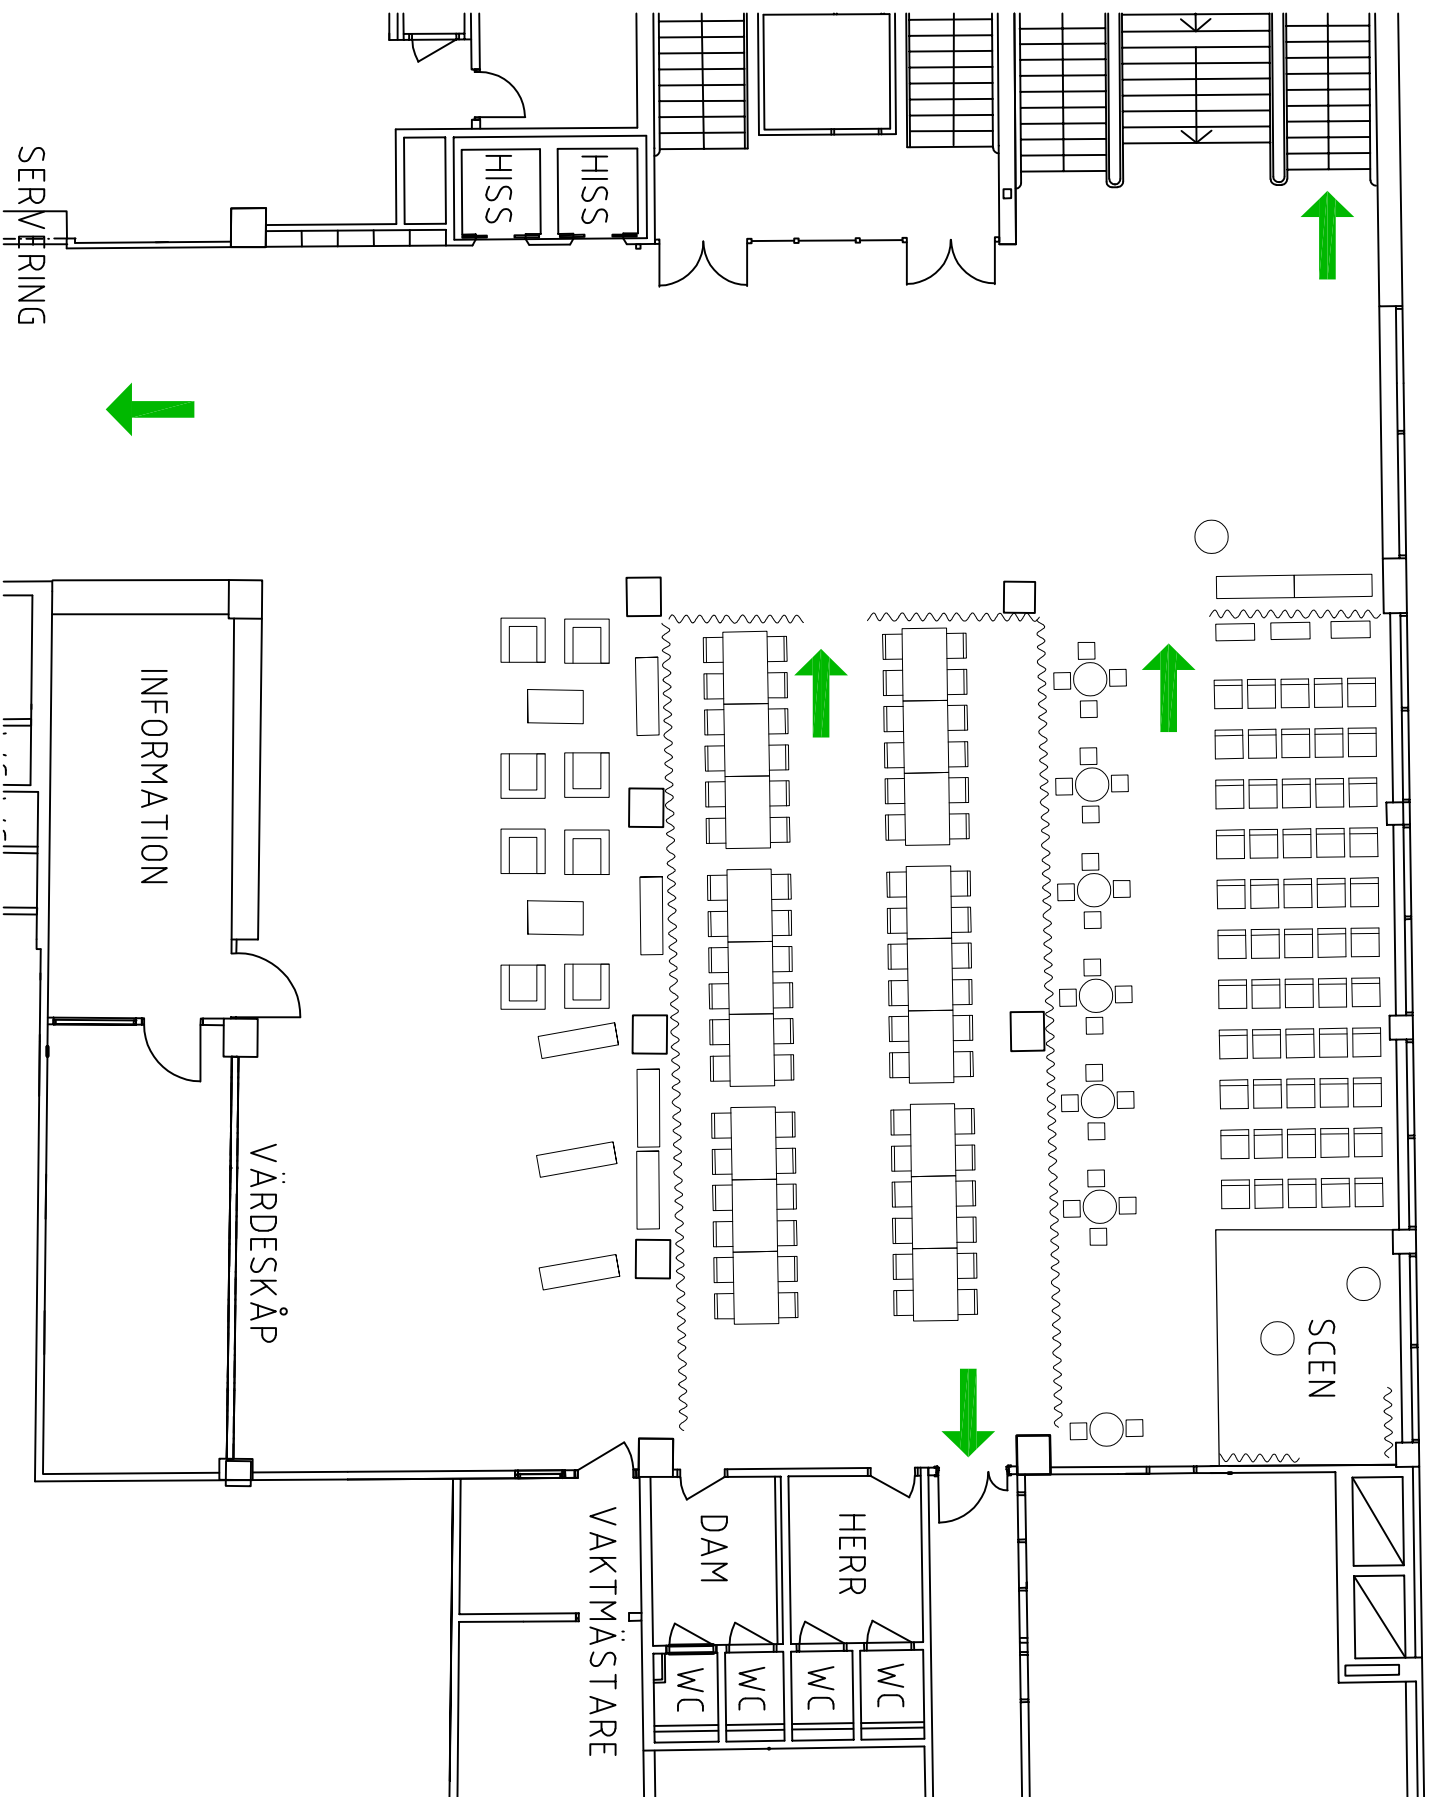 SERVERING
HISS
HISS
INFORMATION
VÄRDESKÅP
SCEN
VAKTMÄSTARE
DAM
HERR
WC
WC
WC
WC